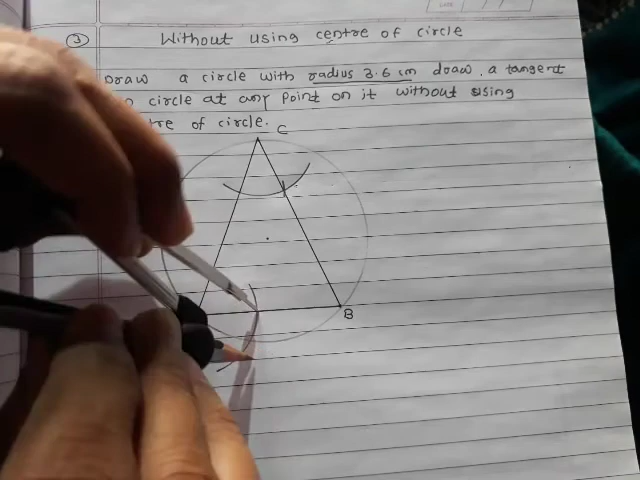 3 Without using centre of circle
Draw a circle with radius 3.6 cm draw. a tangent
circle at any point on it without using
of circle.
C
B